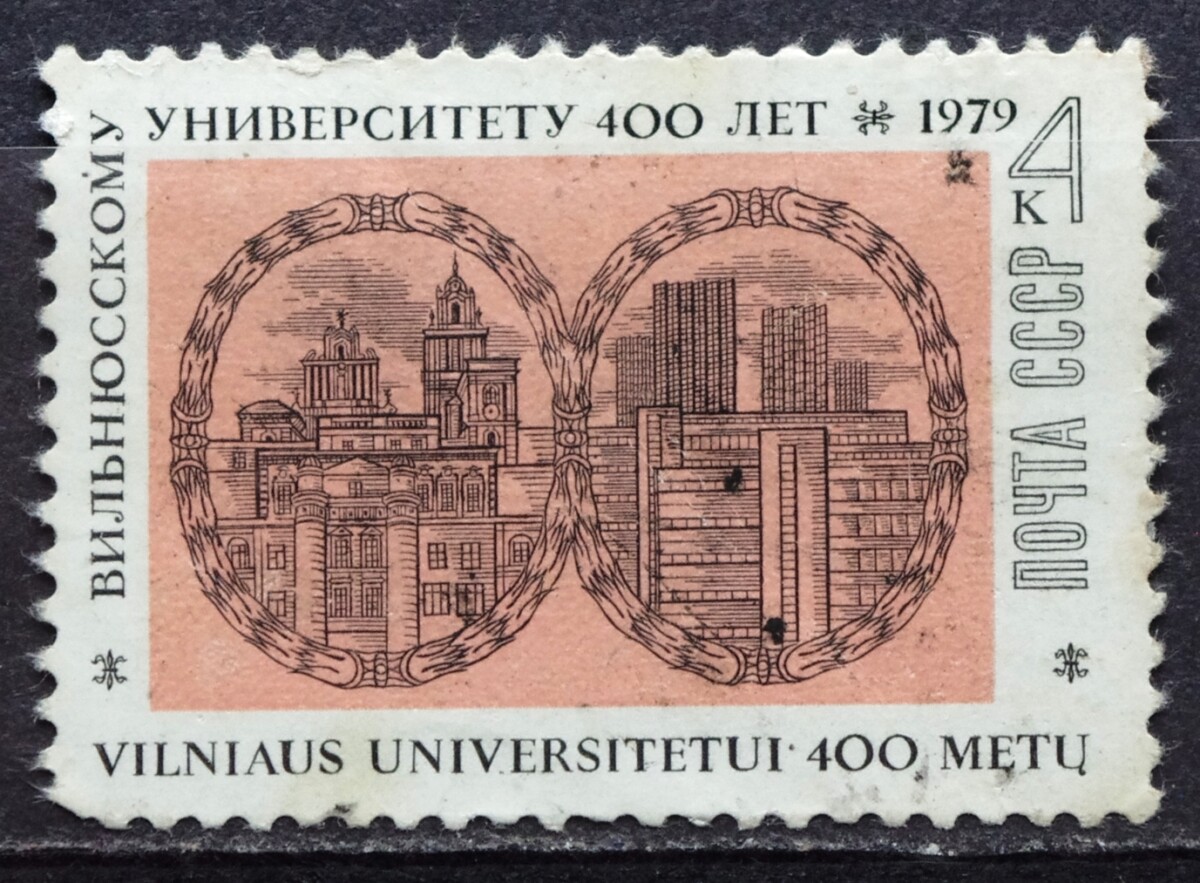 ВИЛЬНЮССКОМУ
УНИВЕРСИТЕТУ 400 ЛЕТ 1979
4
К
ПОЧТА СССР
VILNIAUS UNIVERSITETUI · 400 METŲ